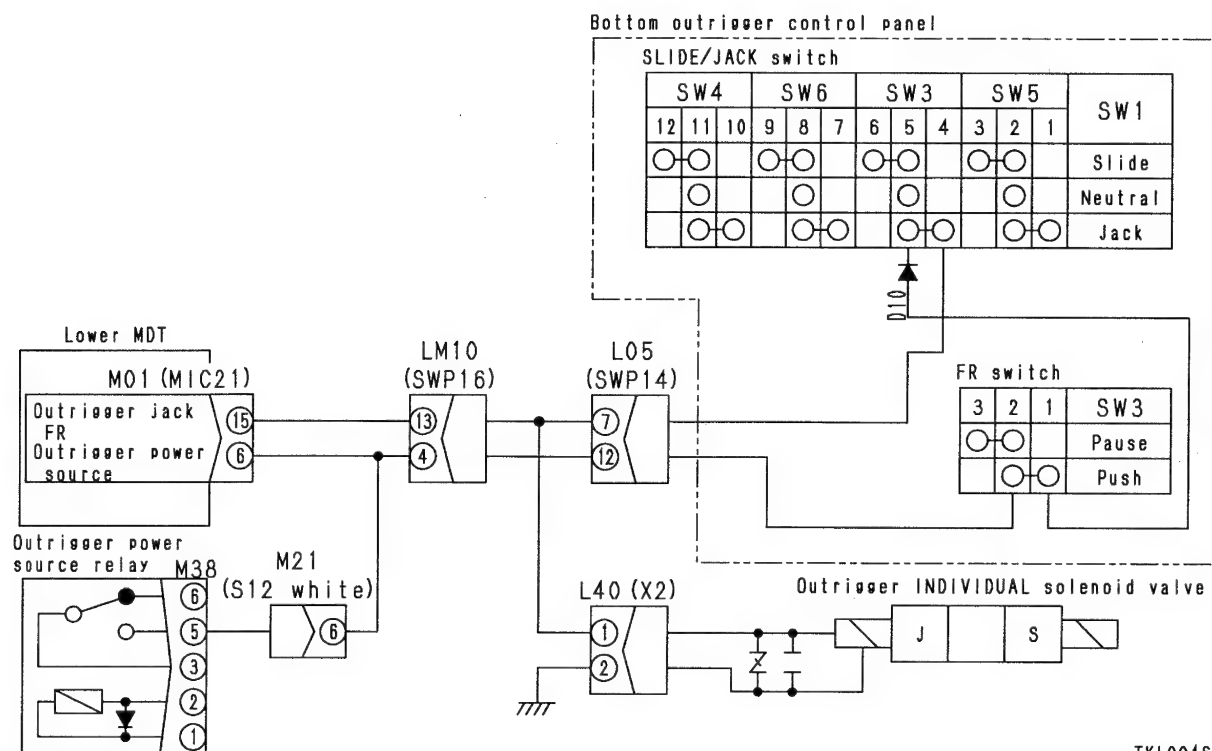 Bottom outrigger control panel
SLIDE/JACK switch
SW4 SW6 SW3 SW5 SW1
12 11 10 9 8 7 6 5 4 3 2 1
Slide
Neutral
Jack
D10
Lower MDT
M01 (MIC21)
Outrigger jack
FR
Outrigger power
source
15
6
LM10
(SWP16)
13
4
L05
(SWP14)
7
12
FR switch
3 2 1 SW3
Pause
Push
Outrigger power
source relay
M38
6
5
3
2
1
M21
(S12 white)
6
L40 (X2)
1
2
Outrigger INDIVIDUAL solenoid valve
J S